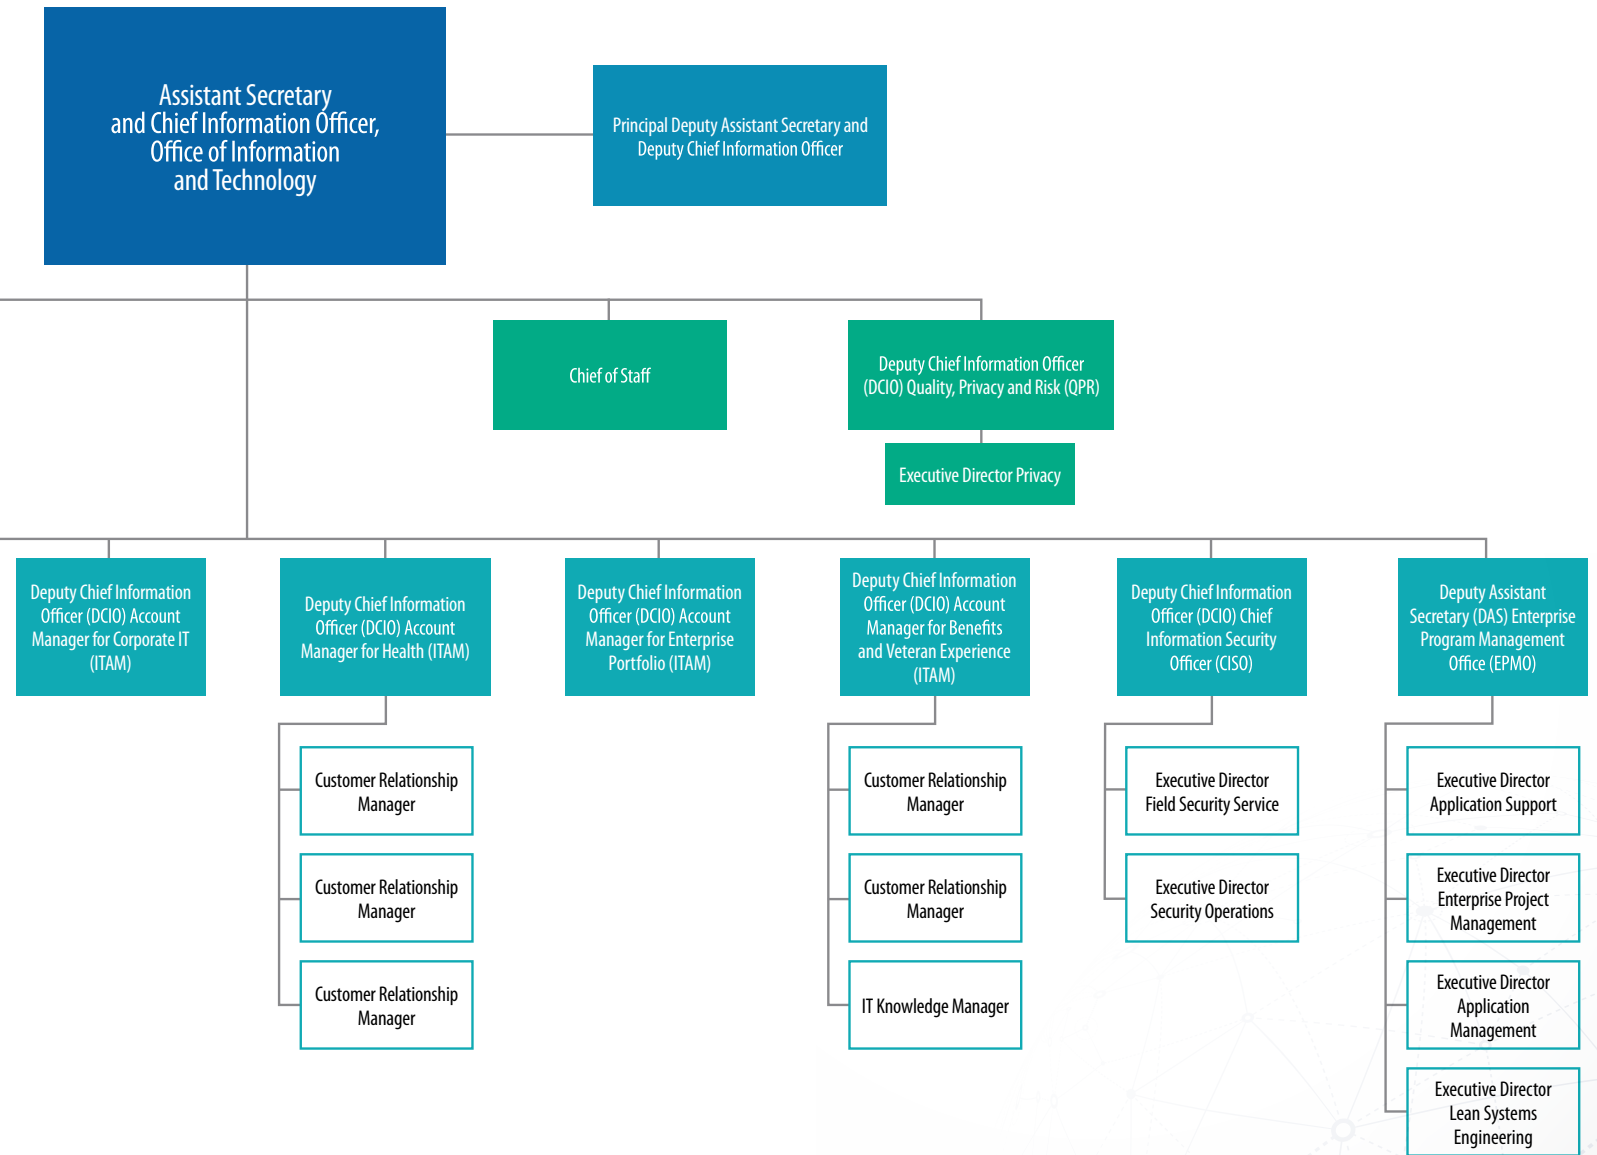 Assistant Secretary
and Chief Information Officer,
Office of Information
and Technology
Principal Deputy Assistant Secretary and
Deputy Chief Information Officer
Chief of Staff
Deputy Chief Information Officer
(DCIO) Quality, Privacy and Risk (QPR)
Executive Director Privacy
Deputy Chief Information
Officer (DCIO) Account
Manager for Corporate IT
(ITAM)
Deputy Chief Information
Officer (DCIO) Account
Manager for Health (ITAM)
Deputy Chief Information
Officer (DCIO) Account
Manager for Enterprise
Portfolio (ITAM)
Deputy Chief Information
Officer (DCIO) Account
Manager for Benefits
and Veteran Experience
(ITAM)
Deputy Chief Information
Officer (DCIO) Chief
Information Security
Officer (CISO)
Deputy Assistant
Secretary (DAS) Enterprise
Program Management
Office (EPMO)
Customer Relationship
Manager
Customer Relationship
Manager
Customer Relationship
Manager
Customer Relationship
Manager
Customer Relationship
Manager
IT Knowledge Manager
Executive Director
Field Security Service
Executive Director
Security Operations
Executive Director
Application Support
Executive Director
Enterprise Project
Management
Executive Director
Application
Management
Executive Director
Lean Systems
Engineering